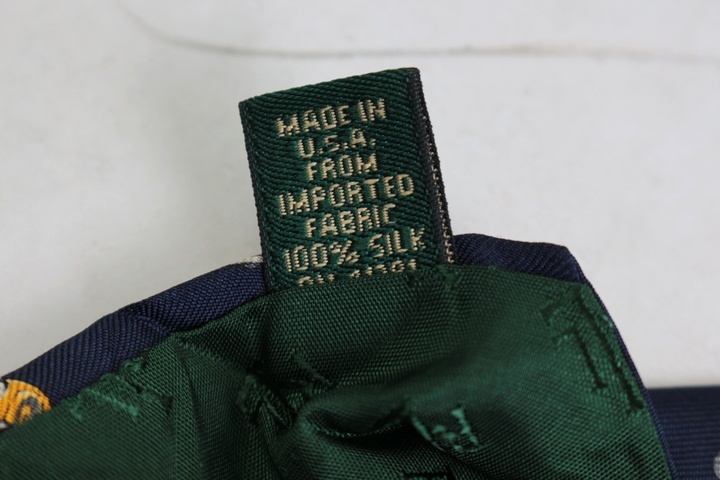 MADE IN
U.S.A.
FROM
IMPORTED
FABRIC
100% SILK